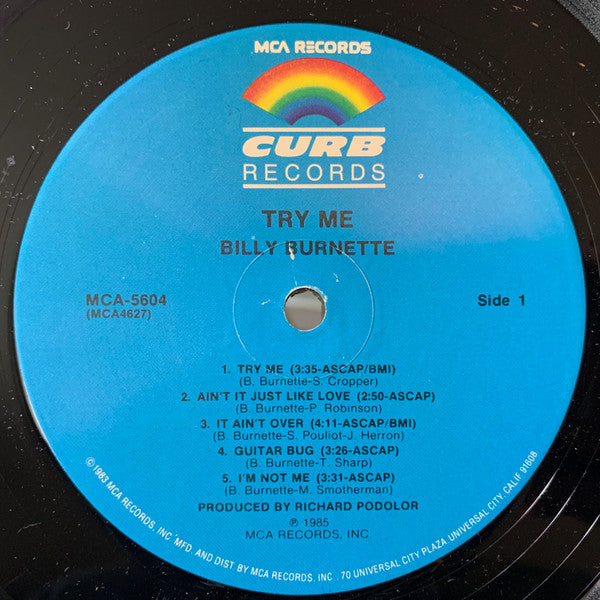 MCA RECORDS
CURB
RECORDS
TRY ME
BILLY BURNETTE
MCA-5604
(MCA4627)
Side 1
1. TRY ME (3:35-ASCAP/BMI)
(B. Burnette-S. Cropper)
2. AIN'T IT JUST LIKE LOVE (2:50-ASCAP)
(B. Burnette-P. Robinson)
3. IT AIN'T OVER (4:11-ASCAP/BMI)
(B. Burnette-S. Pouliot-J. Herron)
4. GUITAR BUG (3:26-ASCAP)
(B. Burnette-T. Sharp)
5. I'M NOT ME (3:31-ASCAP)
(B. Burnette-M. Smotherman)
PRODUCED BY RICHARD PODOLOR
℗ 1985
MCA RECORDS, INC
©1983 MCA RECORDS, INC MFD. AND DIST BY MCA RECORDS, INC. 70 UNIVERSAL CITY PLAZA UNIVERSAL CITY, CALIF 91608